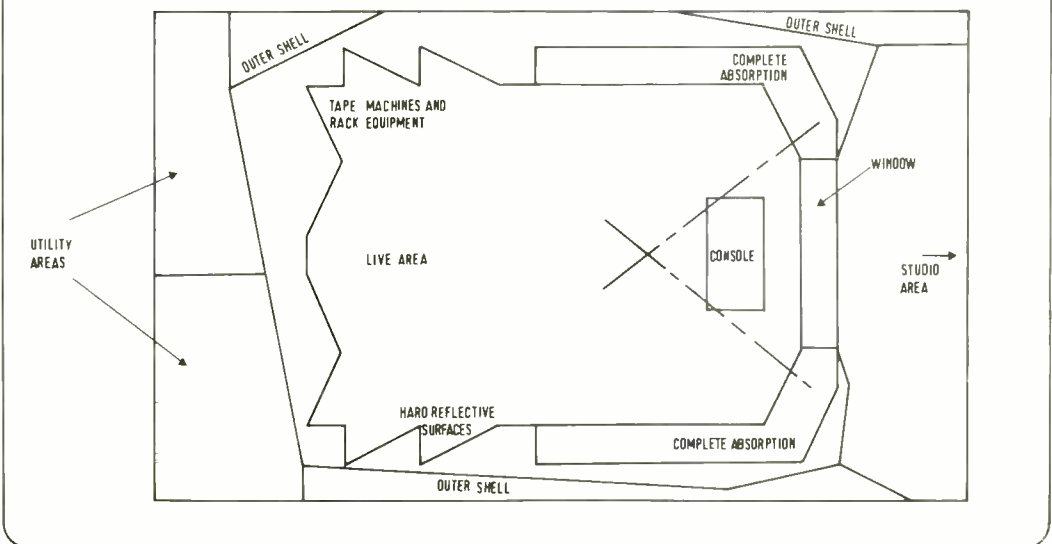 OUTER SHELL
OUTER SHELL
COMPLETE
ABSORPTION
TAPE MACHINES AND
RACK EQUIPMENT
WINDOW
UTILITY
AREAS
LIVE AREA
CONSOLE
STUDIO
AREA
HARD REFLECTIVE
SURFACES
COMPLETE ABSORPTION
OUTER SHELL